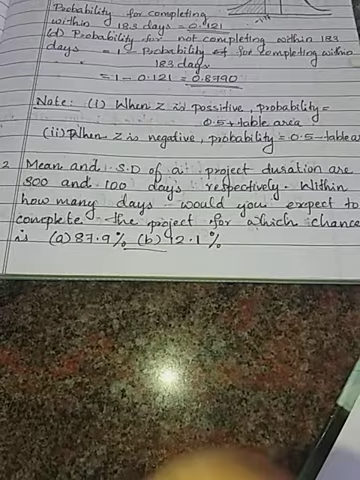 Probability for completing
within 183 days = 0.121
(d) Probability for not completing within 183
days = 1 - Probability of for completing within
183 days
= 1 - 0.121 = 0.8790
Note: (i) When Z is possitive, probability =
0.5 + table area
(ii) When z is negative, probability = 0.5 - table ar
2 Mean and S.D of a project duration are
800 and 100 days respectively. Within
how many days would you expect to
complete the project for which chance
is (a) 87.9% (b) 42.1%